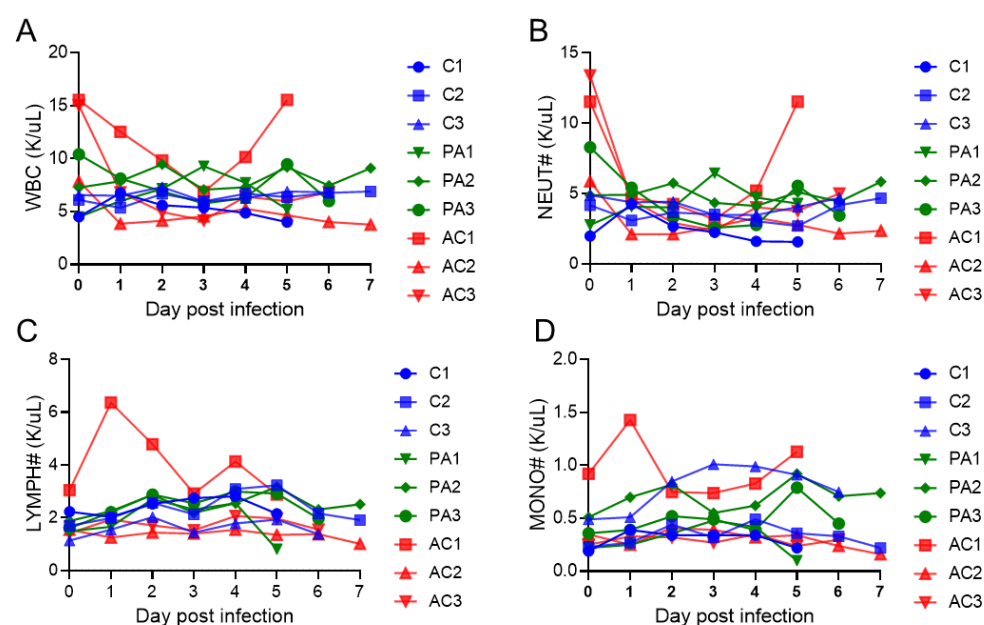 A
WBC (K/uL)
20
15
10
5
0
0 1 2 3 4 5 6 7
Day post infection
C1
C2
C3
PA1
PA2
PA3
AC1
AC2
AC3
B
NEUT# (K/uL)
15
10
5
0
0 1 2 3 4 5 6 7
Day post infection
C1
C2
C3
PA1
PA2
PA3
AC1
AC2
AC3
C
LYMPH# (K/uL)
8
6
4
2
0
0 1 2 3 4 5 6 7
Day post infection
C1
C2
C3
PA1
PA2
PA3
AC1
AC2
AC3
D
MONO# (K/uL)
2.0
1.5
1.0
0.5
0.0
0 1 2 3 4 5 6 7
Day post infection
C1
C2
C3
PA1
PA2
PA3
AC1
AC2
AC3